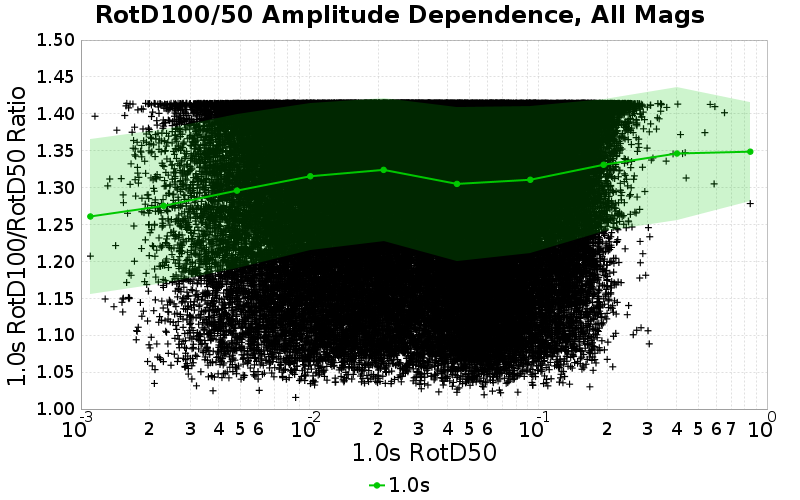 RotD100/50 Amplitude Dependence, All Mags
1.0s RotD100/RotD50 Ratio
1.50
1.45
1.40
1.35
1.30
1.25
1.20
1.15
1.10
1.05
1.00
10-3 2 3 4 5 6 10-2 2 3 4 5 6 10-1 2 3 4 5 6 7 100
1.0s RotD50
1.0s